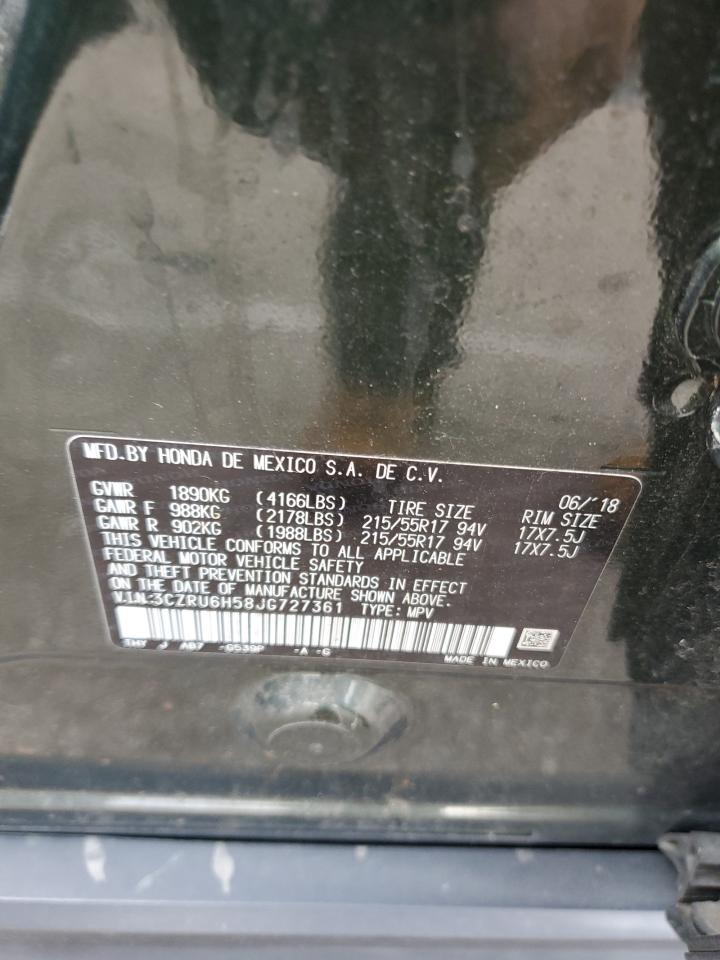 MFD.BY HONDA DE MEXICO S.A. DE C.V.
06/'18
GVWR 1890KG (4166LBS) TIRE SIZE RIM SIZE
GAWR F 988KG (2178LBS) 215/55R17 94V 17X7.5J
GAWR R 902KG (1988LBS) 215/55R17 94V 17X7.5J
THIS VEHICLE CONFORMS TO ALL APPLICABLE
FEDERAL MOTOR VEHICLE SAFETY
AND THEFT PREVENTION STANDARDS IN EFFECT
ON THE DATE OF MANUFACTURE SHOWN ABOVE.
V.I.N.:3CZRU6H58JG727361 TYPE: MPV
THY J A07 -G539P -A -G
MADE IN MEXICO